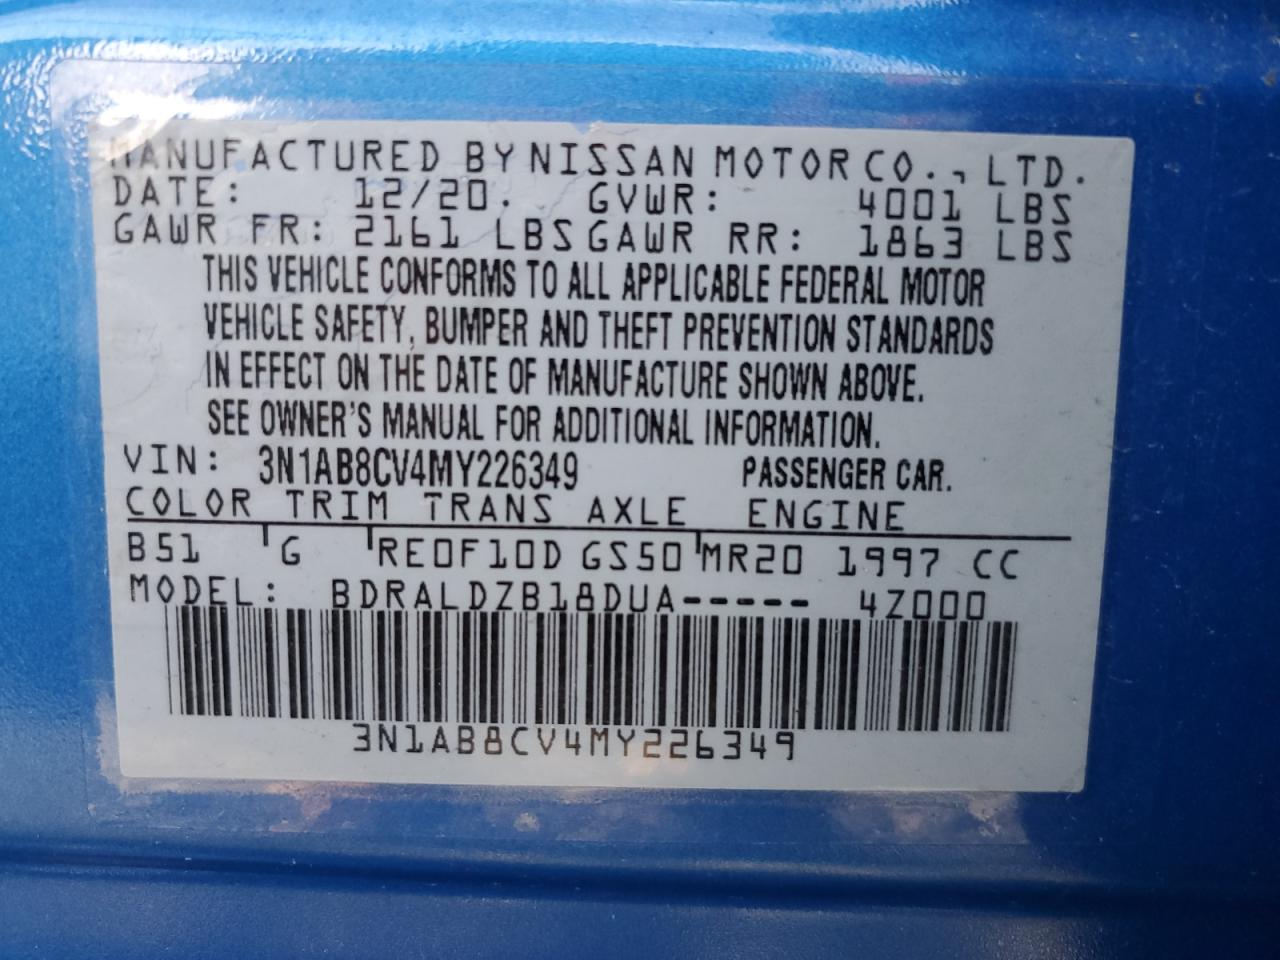 MANUFACTURED BY NISSAN MOTOR CO., LTD.
DATE: 12/20. GVWR: 4001 LBS
GAWR FR: 2161 LBS GAWR RR: 1863 LBS
THIS VEHICLE CONFORMS TO ALL APPLICABLE FEDERAL MOTOR
VEHICLE SAFETY, BUMPER AND THEFT PREVENTION STANDARDS
IN EFFECT ON THE DATE OF MANUFACTURE SHOWN ABOVE.
SEE OWNER'S MANUAL FOR ADDITIONAL INFORMATION.
VIN: 3N1AB8CV4MY226349 PASSENGER CAR.
COLOR TRIM TRANS AXLE ENGINE
B51 G RE0F10D GS50 MR20 1997 CC
MODEL: BDRALDZB18DUA----- 4Z000
3N1AB8CV4MY226349